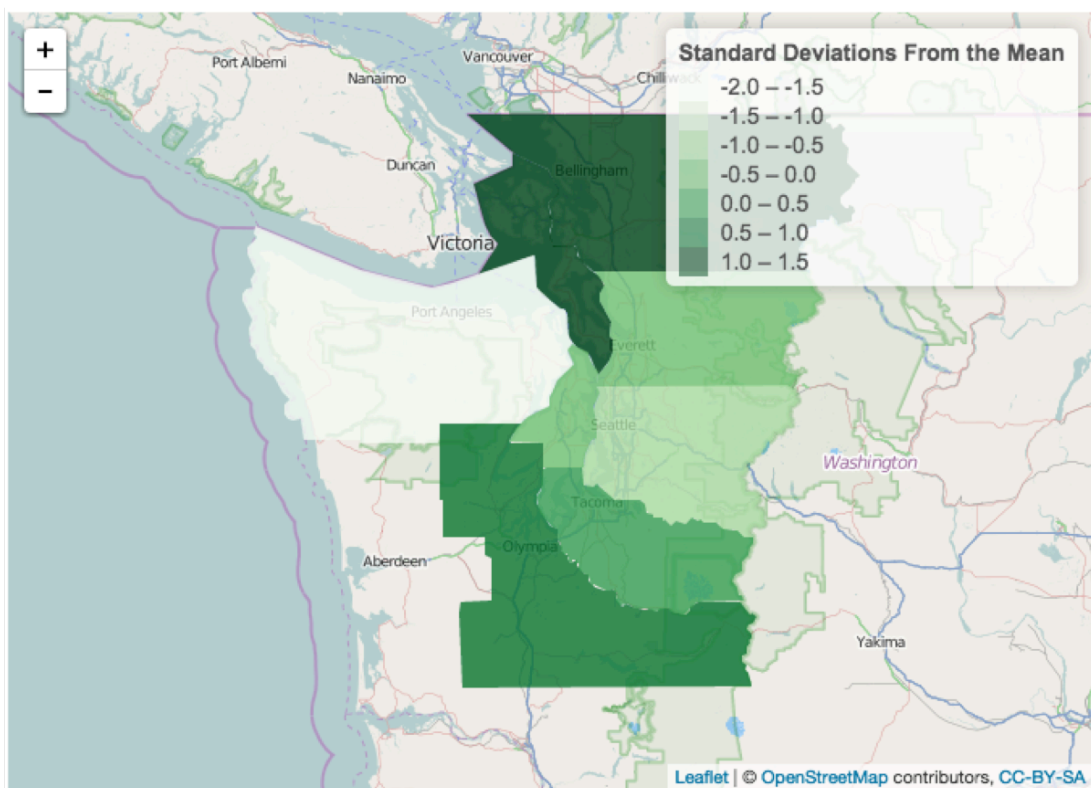 +
−
Port Alberni
Nanaimo
Vancouver
Chilliwack
Duncan
Victoria
Bellingham
Port Angeles
Everett
Seattle
Washington
Tacoma
Olympia
Aberdeen
Yakima
Standard Deviations From the Mean
-2.0 – -1.5
-1.5 – -1.0
-1.0 – -0.5
-0.5 – 0.0
0.0 – 0.5
0.5 – 1.0
1.0 – 1.5
Leaflet | © OpenStreetMap contributors, CC-BY-SA